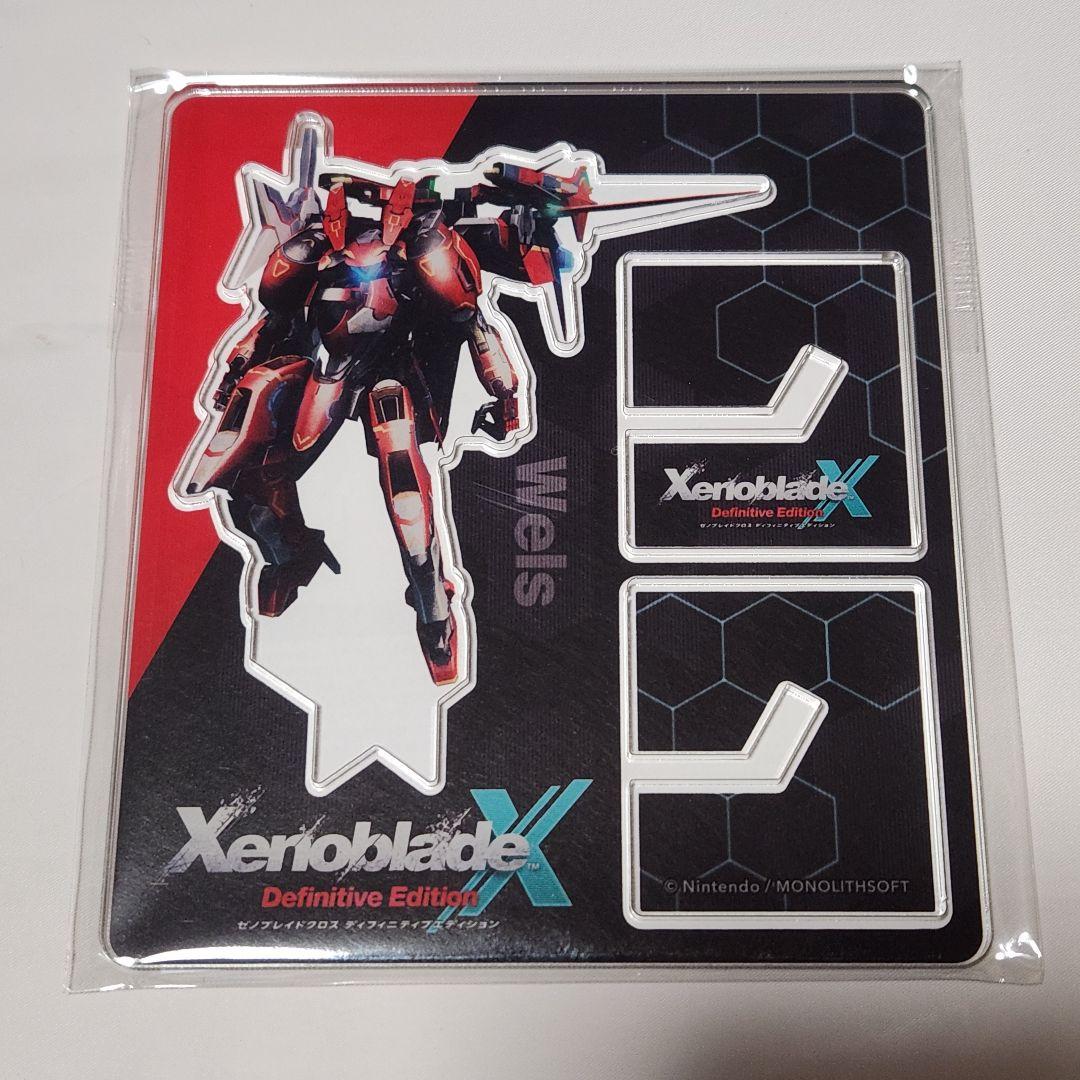 Wels
XenobladeX™
Definitive Edition
ゼノブレイドクロス ディフィニティブ エディション
XenobladeX™
Definitive Edition
ゼノブレイドクロス ディフィニティブ エディション
© Nintendo / MONOLITHSOFT